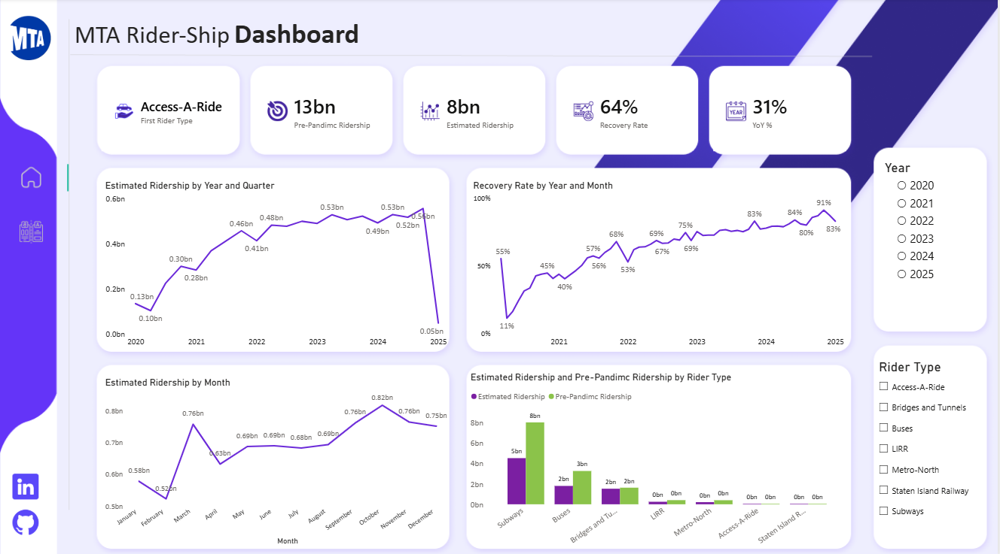 MTA
MTA Rider-Ship Dashboard
Access-A-Ride
First Rider Type
13bn
Pre-Pandimc Ridership
8bn
Estimated Ridership
64%
Recovery Rate
YEAR
31%
YoY %
Estimated Ridership by Year and Quarter
0.6bn
0.4bn
0.2bn
0.0bn
0.13bn
0.10bn
0.30bn
0.28bn
0.46bn
0.41bn
0.48bn
0.53bn
0.49bn
0.53bn
0.52bn
0.56bn
0.05bn
2020 2021 2022 2023 2024 2025
Recovery Rate by Year and Month
100%
50%
0%
55%
11%
45%
40%
57%
56%
68%
53%
69%
67%
75%
69%
83%
84%
80%
91%
83%
2021 2022 2023 2024 2025
Year
2020
2021
2022
2023
2024
2025
Estimated Ridership by Month
0.8bn
0.7bn
0.6bn
0.5bn
0.58bn
0.52bn
0.76bn
0.63bn
0.69bn
0.69bn
0.68bn
0.69bn
0.76bn
0.82bn
0.76bn
0.75bn
January February March April May June July August September October November December
Month
Estimated Ridership and Pre-Pandimc Ridership by Rider Type
Estimated Ridership Pre-Pandimc Ridership
8bn
6bn
4bn
2bn
0bn
5bn 8bn
2bn 3bn
2bn 2bn
0bn 0bn
0bn 0bn
0bn 0bn
0bn 0bn
Subways Buses Bridges and Tu... LIRR Metro-North Access-A-Ride Staten Island R...
Rider Type
Access-A-Ride
Bridges and Tunnels
Buses
LIRR
Metro-North
Staten Island Railway
Subways
in